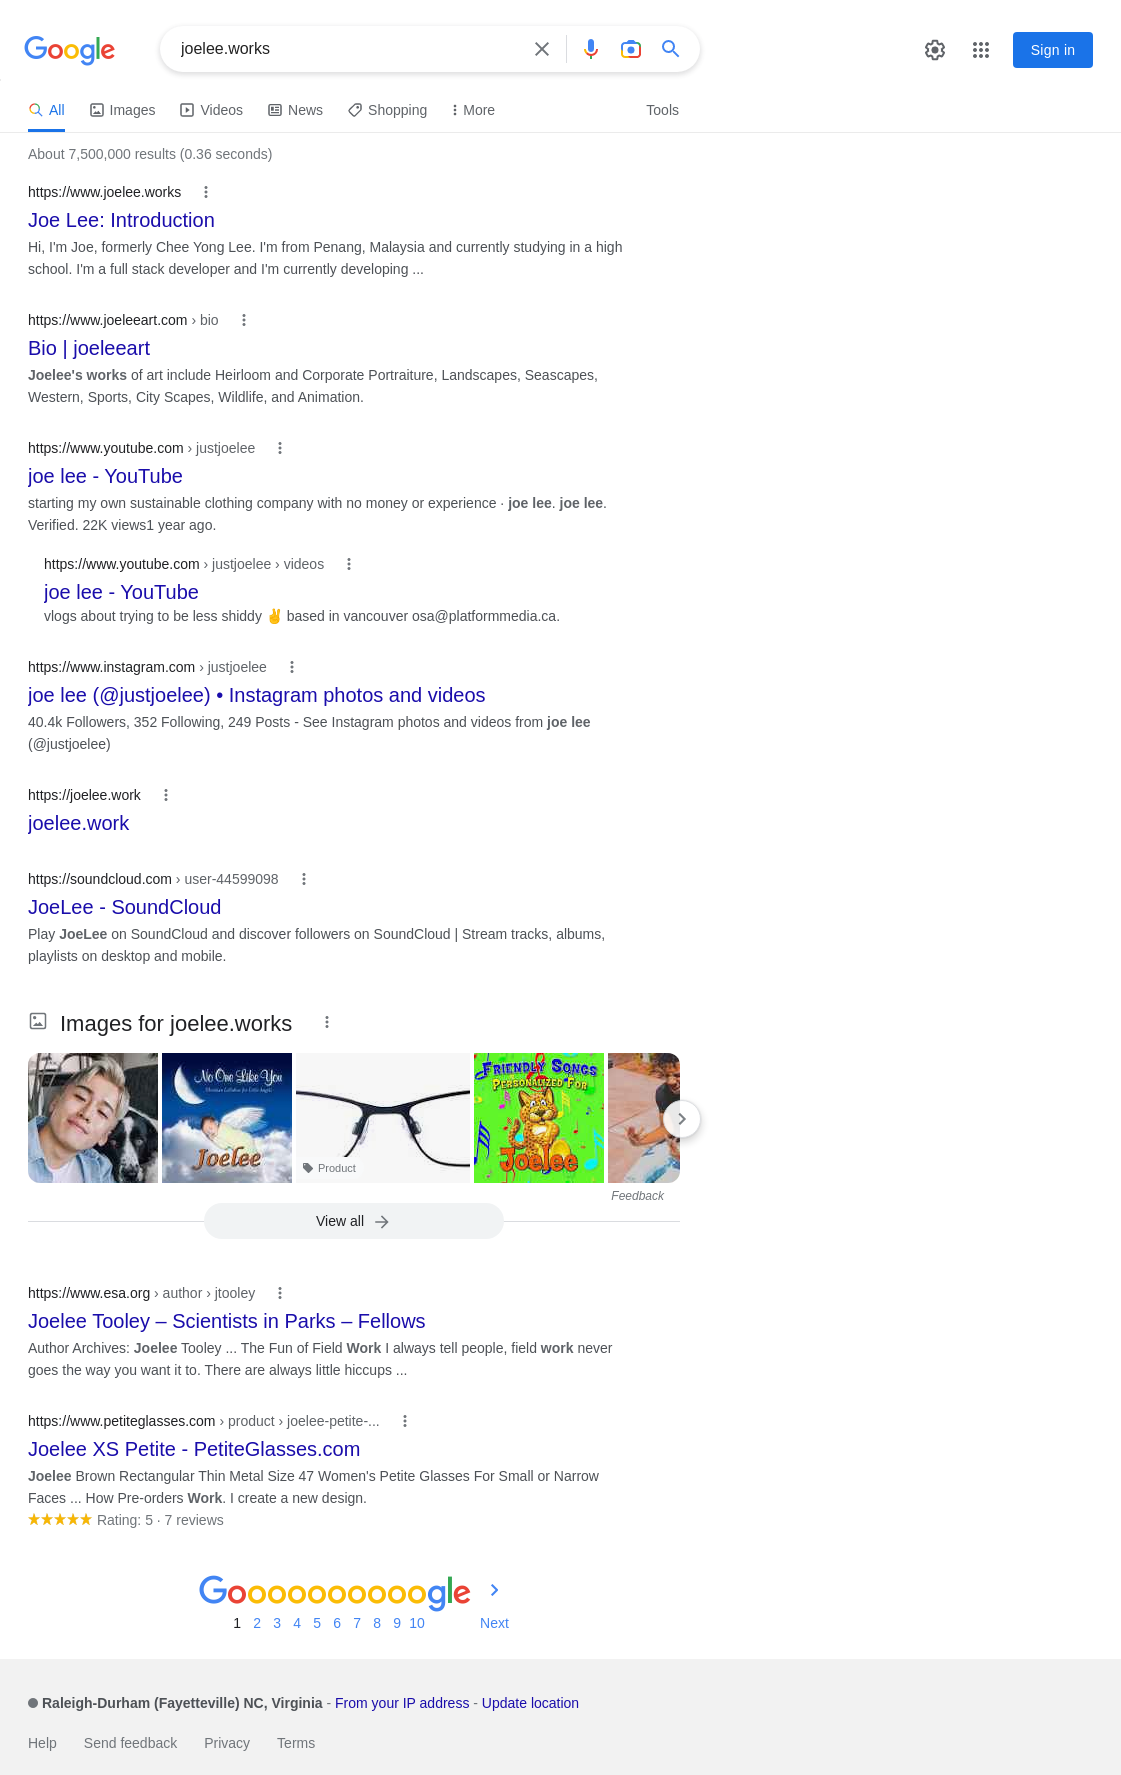 Google
joelee.works
Sign in
All Images Videos News Shopping More Tools
About 7,500,000 results (0.36 seconds)
https://www.joelee.works
Joe Lee: Introduction
Hi, I'm Joe, formerly Chee Yong Lee. I'm from Penang, Malaysia and currently studying in a high
school. I'm a full stack developer and I'm currently developing ...
https://www.joeleeart.com › bio
Bio | joeleeart
Joelee's works of art include Heirloom and Corporate Portraiture, Landscapes, Seascapes,
Western, Sports, City Scapes, Wildlife, and Animation.
https://www.youtube.com › justjoelee
joe lee - YouTube
starting my own sustainable clothing company with no money or experience · joe lee. joe lee.
Verified. 22K views1 year ago.
https://www.youtube.com › justjoelee › videos
joe lee - YouTube
vlogs about trying to be less shiddy ✌ based in vancouver osa@platformmedia.ca.
https://www.instagram.com › justjoelee
joe lee (@justjoelee) • Instagram photos and videos
40.4k Followers, 352 Following, 249 Posts - See Instagram photos and videos from joe lee
(@justjoelee)
https://joelee.work
joelee.work
https://soundcloud.com › user-44599098
JoeLee - SoundCloud
Play JoeLee on SoundCloud and discover followers on SoundCloud | Stream tracks, albums,
playlists on desktop and mobile.
Images for joelee.works
No One Like You
Joelee
Product
Friendly Songs
Personalized For
Joelee
Feedback
View all
https://www.esa.org › author › jtooley
Joelee Tooley – Scientists in Parks – Fellows
Author Archives: Joelee Tooley ... The Fun of Field Work I always tell people, field work never
goes the way you want it to. There are always little hiccups ...
https://www.petiteglasses.com › product › joelee-petite-...
Joelee XS Petite - PetiteGlasses.com
Joelee Brown Rectangular Thin Metal Size 47 Women's Petite Glasses For Small or Narrow
Faces ... How Pre-orders Work. I create a new design.
Rating: 5 · 7 reviews
Goooooooooogle
1 2 3 4 5 6 7 8 9 10 Next
Raleigh-Durham (Fayetteville) NC, Virginia - From your IP address - Update location
Help Send feedback Privacy Terms